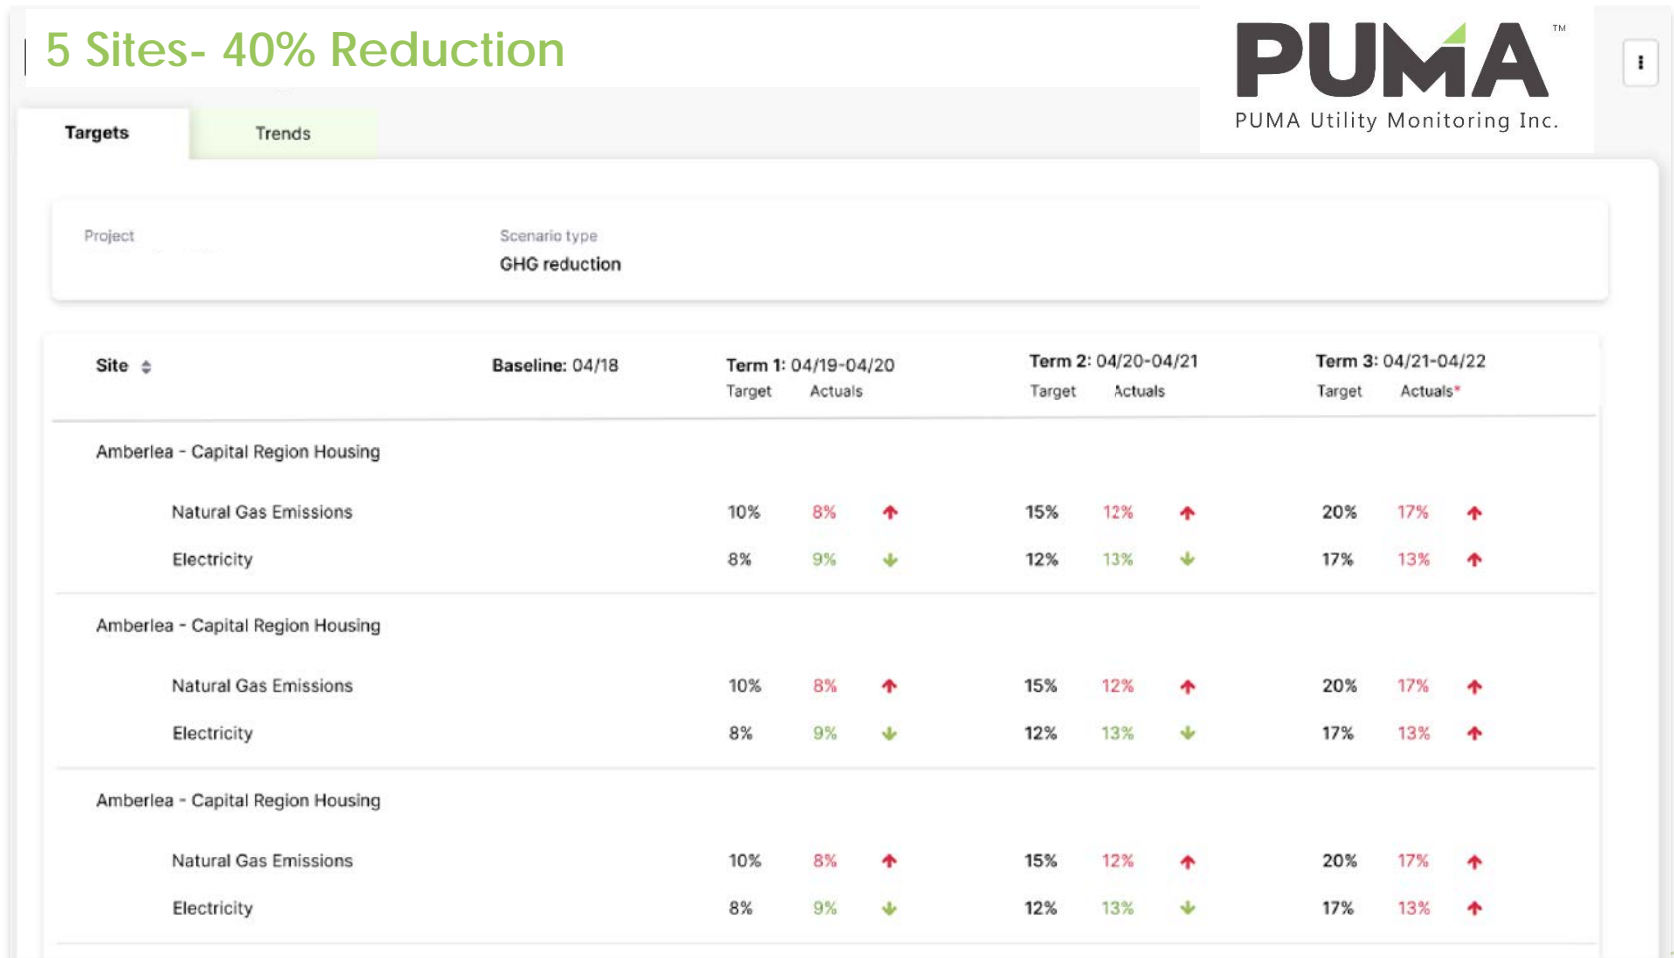 5 Sites- 40% Reduction
PUMA™
PUMA Utility Monitoring Inc.
Targets Trends
Project Scenario type
GHG reduction
Site Baseline: 04/18 Term 1: 04/19-04/20 Term 2: 04/20-04/21 Term 3: 04/21-04/22
Target Actuals Target Actuals Target Actuals*
Amberlea - Capital Region Housing
Natural Gas Emissions 10% 8% 15% 12% 20% 17%
Electricity 8% 9% 12% 13% 17% 13%
Amberlea - Capital Region Housing
Natural Gas Emissions 10% 8% 15% 12% 20% 17%
Electricity 8% 9% 12% 13% 17% 13%
Amberlea - Capital Region Housing
Natural Gas Emissions 10% 8% 15% 12% 20% 17%
Electricity 8% 9% 12% 13% 17% 13%